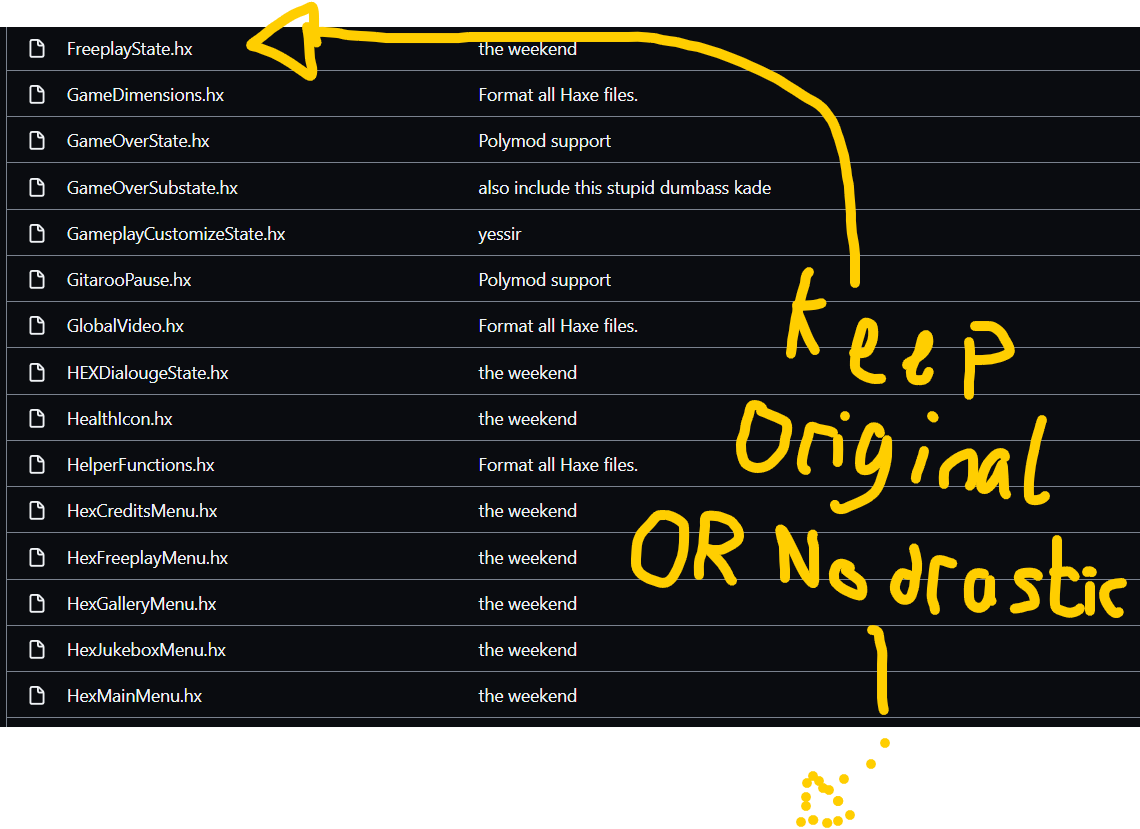 FreeplayState.hx the weekend
GameDimensions.hx Format all Haxe files.
GameOverState.hx Polymod support
GameOverSubstate.hx also include this stupid dumbass kade
GameplayCustomizeState.hx yessir
GitarooPause.hx Polymod support
GlobalVideo.hx Format all Haxe files.
HEXDialougeState.hx the weekend
HealthIcon.hx the weekend
HelperFunctions.hx Format all Haxe files.
HexCreditsMenu.hx the weekend
HexFreeplayMenu.hx the weekend
HexGalleryMenu.hx the weekend
HexJukeboxMenu.hx the weekend
HexMainMenu.hx the weekend
Keep
Original
OR No drastic